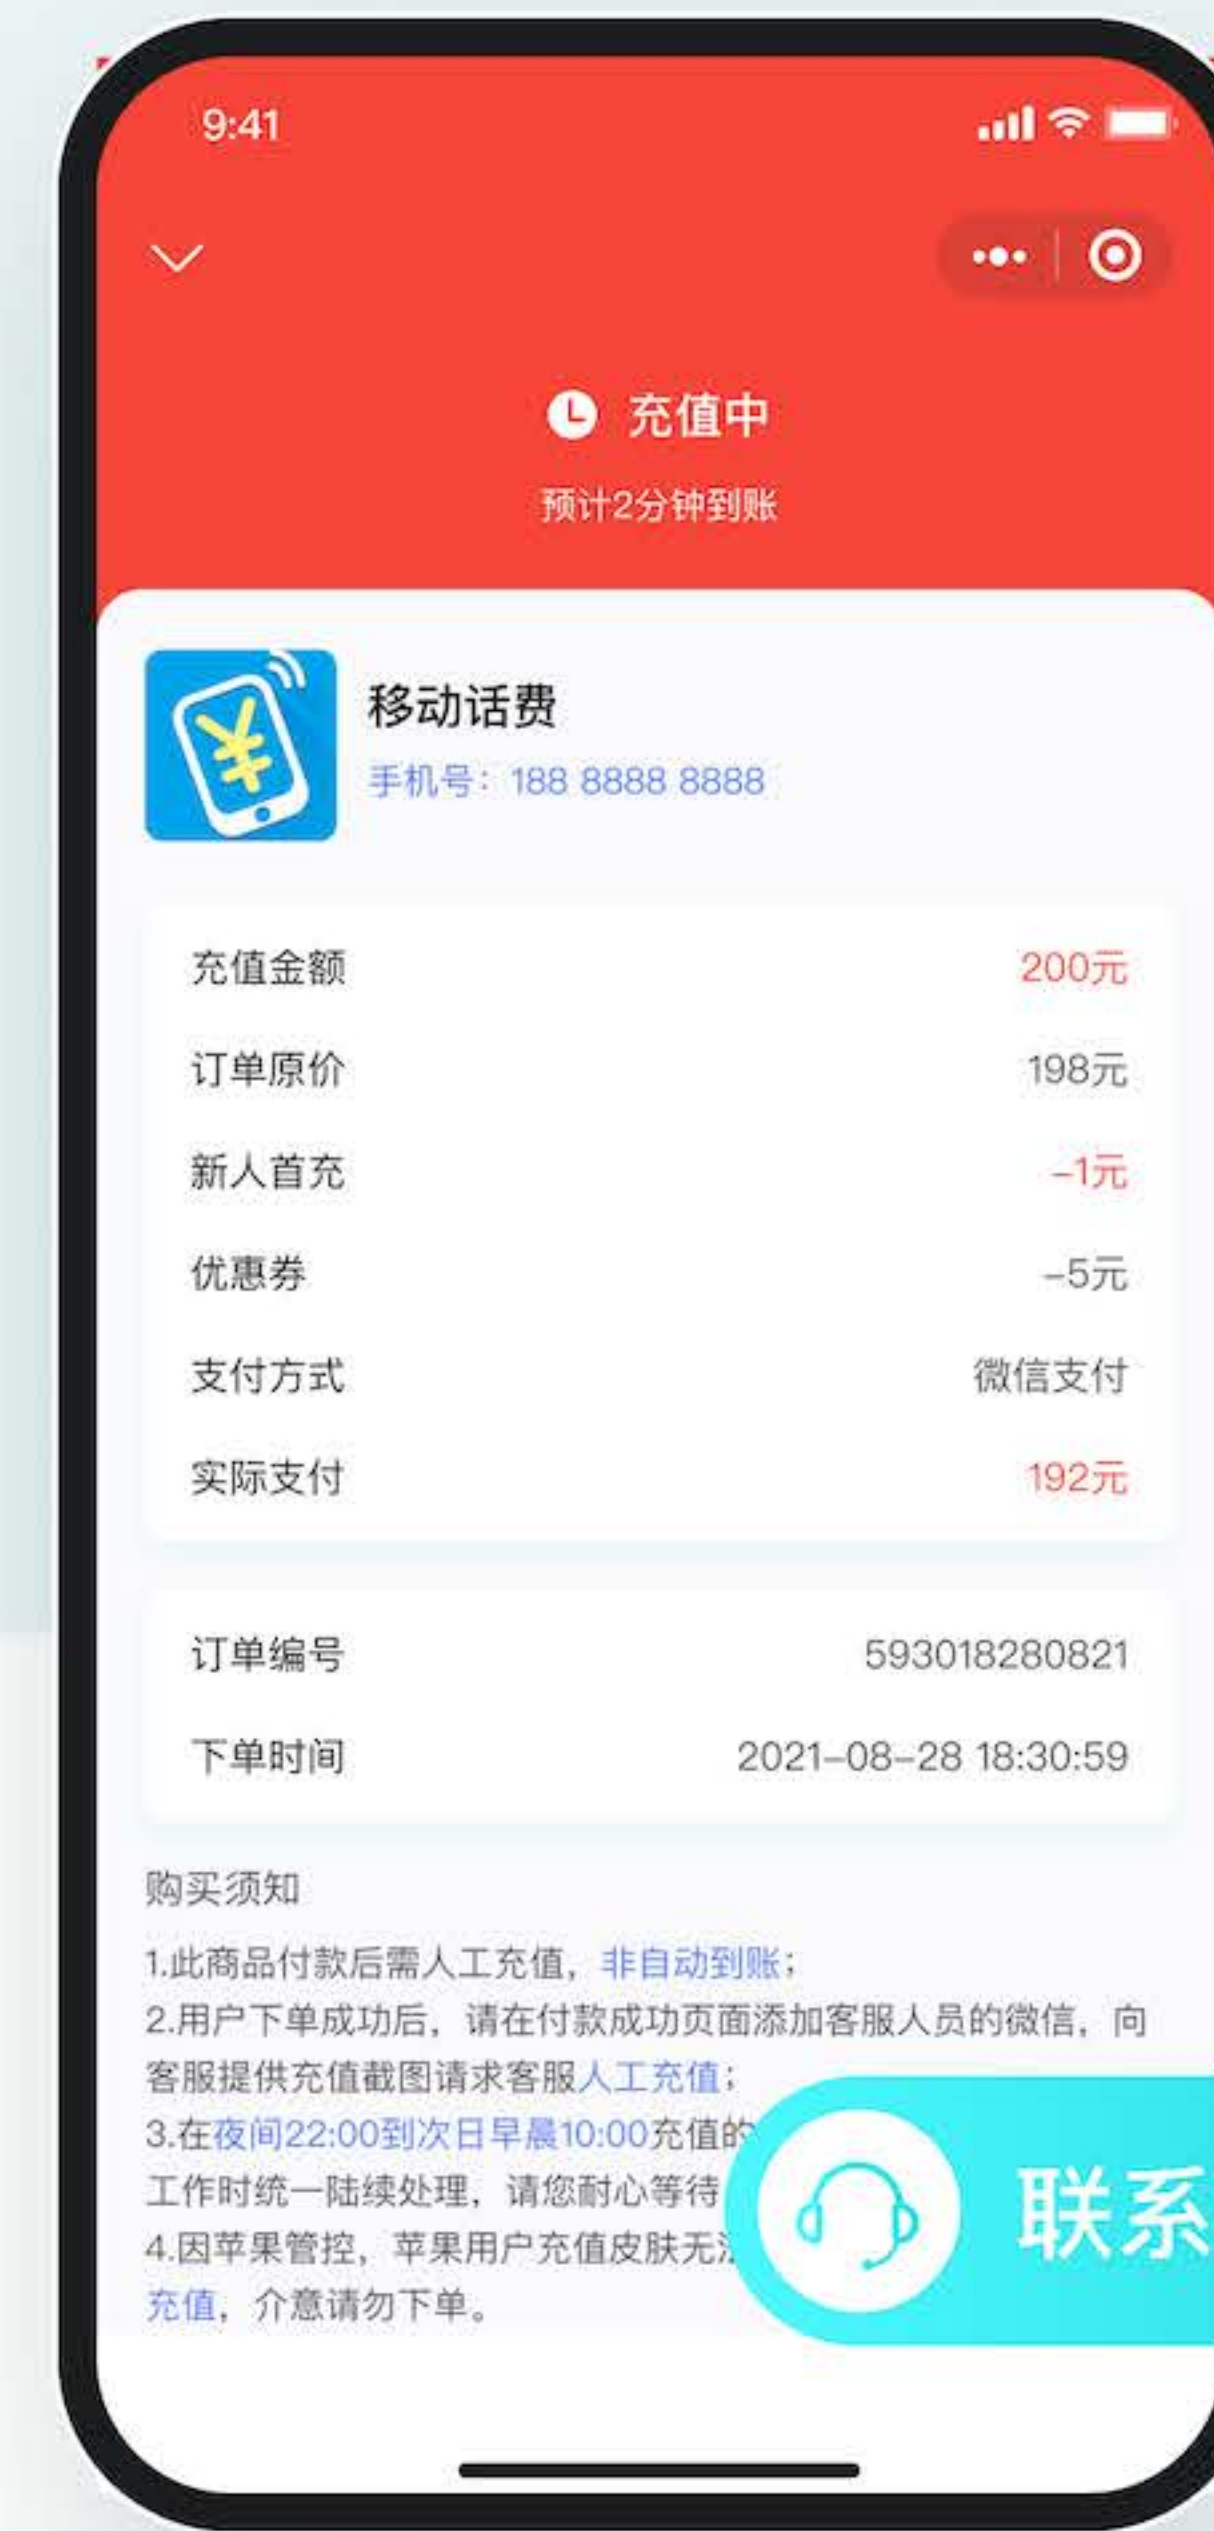 9:41
充值中
预计2分钟到账
移动话费
手机号：188 8888 8888
充值金额 200元
订单原价 198元
新人首充 -1元
优惠券 -5元
支付方式 微信支付
实际支付 192元
订单编号 593018280821
下单时间 2021-08-28 18:30:59
购买须知
1.此商品付款后需人工充值，非自动到账；
2.用户下单成功后，请在付款成功页面添加客服人员的微信，向
客服提供充值截图请求客服人工充值；
3.在夜间22:00到次日早晨10:00充值的
工作时统一陆续处理，请您耐心等待
4.因苹果管控，苹果用户充值皮肤无
充值，介意请勿下单。
联系